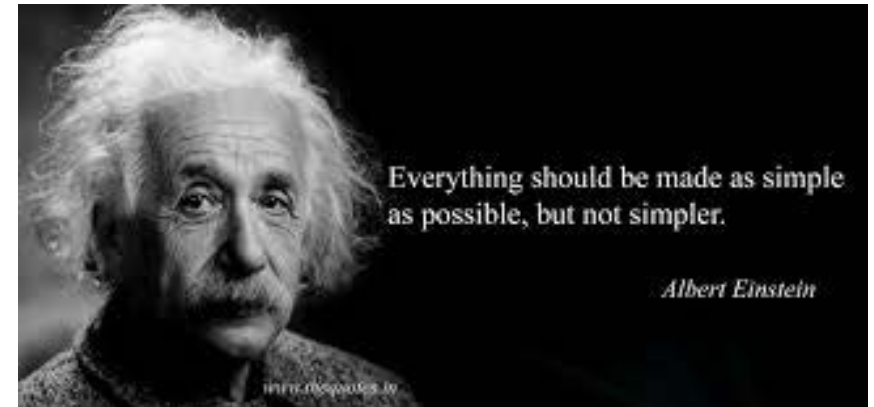 Everything should be made as simple
as possible, but not simpler.
Albert Einstein